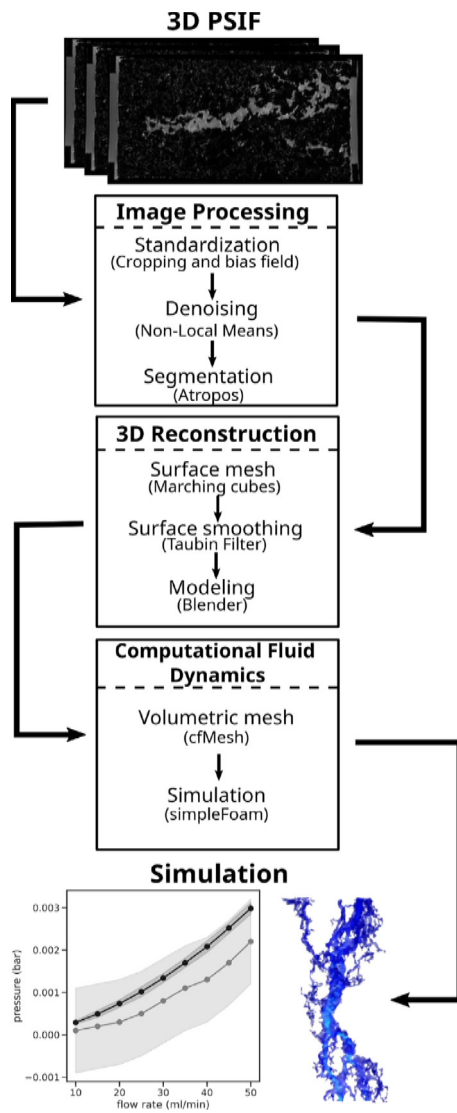 3D PSIF
Image Processing
Standardization
(Cropping and bias field)
Denoising
(Non-Local Means)
Segmentation
(Atropos)
3D Reconstruction
Surface mesh
(Marching cubes)
Surface smoothing
(Taubin Filter)
Modeling
(Blender)
Computational Fluid
Dynamics
Volumetric mesh
(cfMesh)
Simulation
(simpleFoam)
Simulation
pressure (bar)
0.003
0.002
0.001
0.000
−0.001
10
20
30
40
50
flow rate (ml/min)